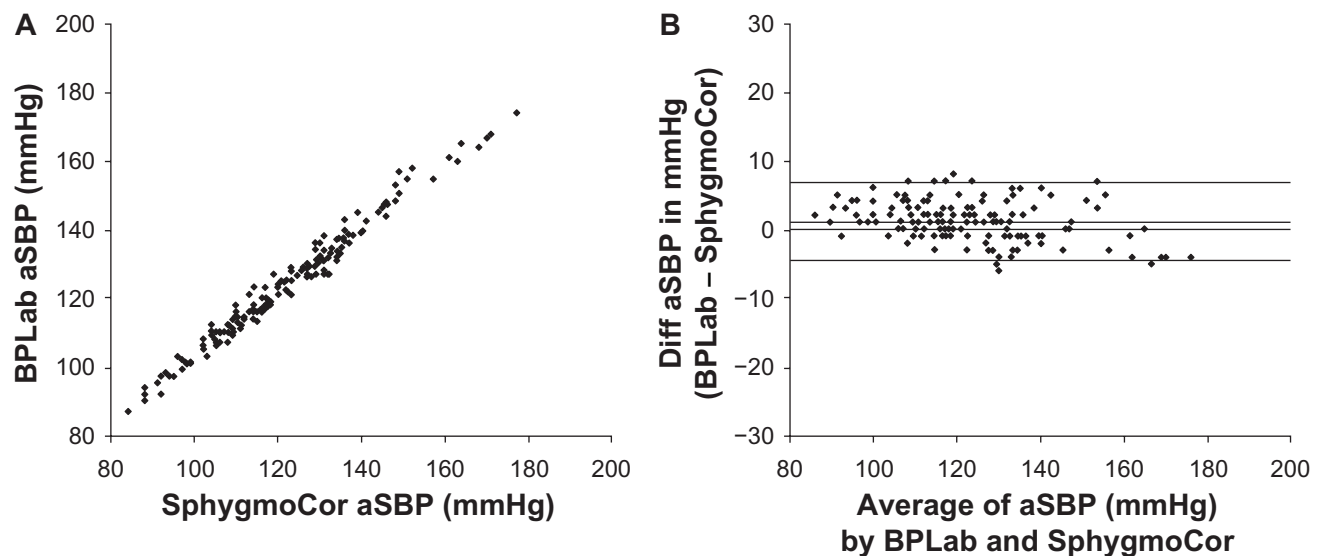 A
BPLab aSBP (mmHg)
200
180
160
140
120
100
80
80 100 120 140 160 180 200
SphygmoCor aSBP (mmHg)
B
Diff aSBP in mmHg
(BPLab – SphygmoCor)
30
20
10
0
−10
−20
−30
80 100 120 140 160 180 200
Average of aSBP (mmHg)
by BPLab and SphygmoCor